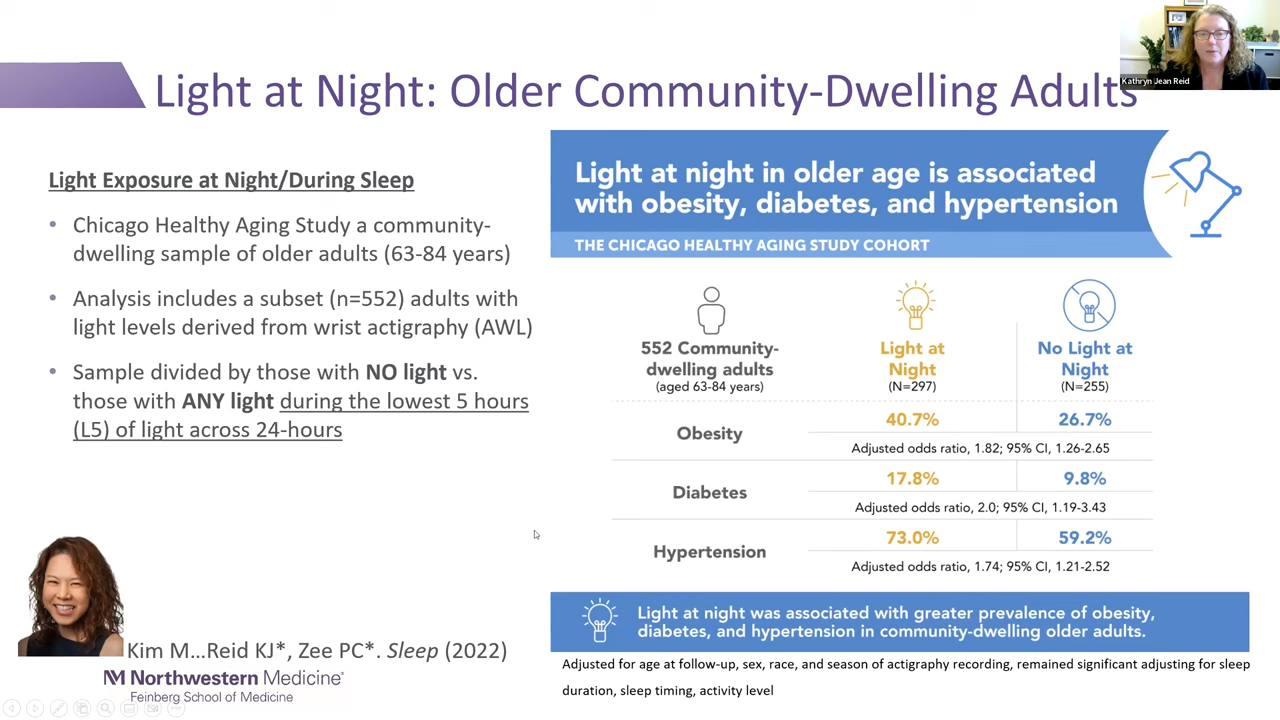 Kathryn Jean Reid
Light at Night: Older Community-Dwelling Adults
Light Exposure at Night/During Sleep
• Chicago Healthy Aging Study a community-
dwelling sample of older adults (63-84 years)
• Analysis includes a subset (n=552) adults with
light levels derived from wrist actigraphy (AWL)
• Sample divided by those with NO light vs.
those with ANY light during the lowest 5 hours
(L5) of light across 24-hours
Kim M...Reid KJ*, Zee PC*. Sleep (2022)
Northwestern Medicine®
Feinberg School of Medicine
Light at night in older age is associated
with obesity, diabetes, and hypertension
THE CHICAGO HEALTHY AGING STUDY COHORT
552 Community-
dwelling adults
(aged 63-84 years)
Light at
Night
(N=297)
No Light at
Night
(N=255)
Obesity
40.7% 26.7%
Adjusted odds ratio, 1.82; 95% CI, 1.26-2.65
Diabetes
17.8% 9.8%
Adjusted odds ratio, 2.0; 95% CI, 1.19-3.43
Hypertension
73.0% 59.2%
Adjusted odds ratio, 1.74; 95% CI, 1.21-2.52
Light at night was associated with greater prevalence of obesity,
diabetes, and hypertension in community-dwelling older adults.
Adjusted for age at follow-up, sex, race, and season of actigraphy recording, remained significant adjusting for sleep
duration, sleep timing, activity level